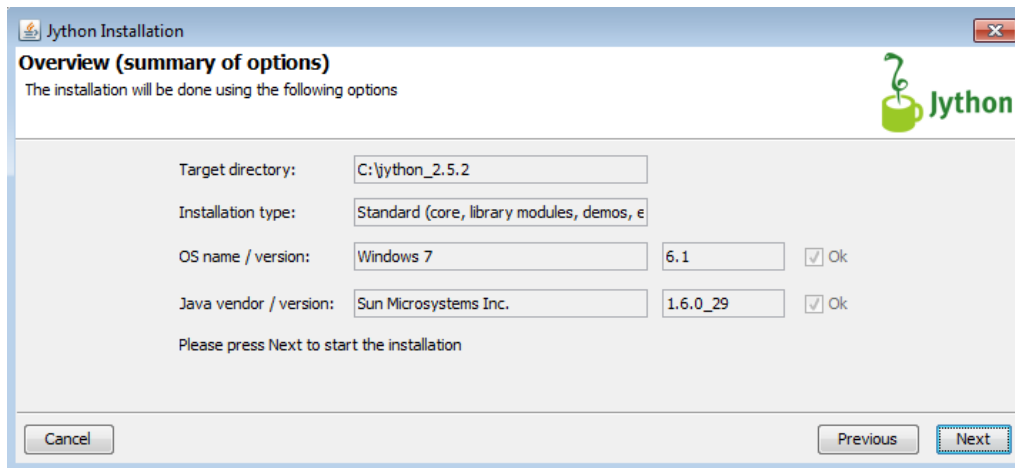 Jython Installation
Overview (summary of options)
The installation will be done using the following options
Jython
Target directory: C:\jython_2.5.2
Installation type: Standard (core, library modules, demos, e
OS name / version: Windows 7 6.1 Ok
Java vendor / version: Sun Microsystems Inc. 1.6.0_29 Ok
Please press Next to start the installation
Cancel Previous Next